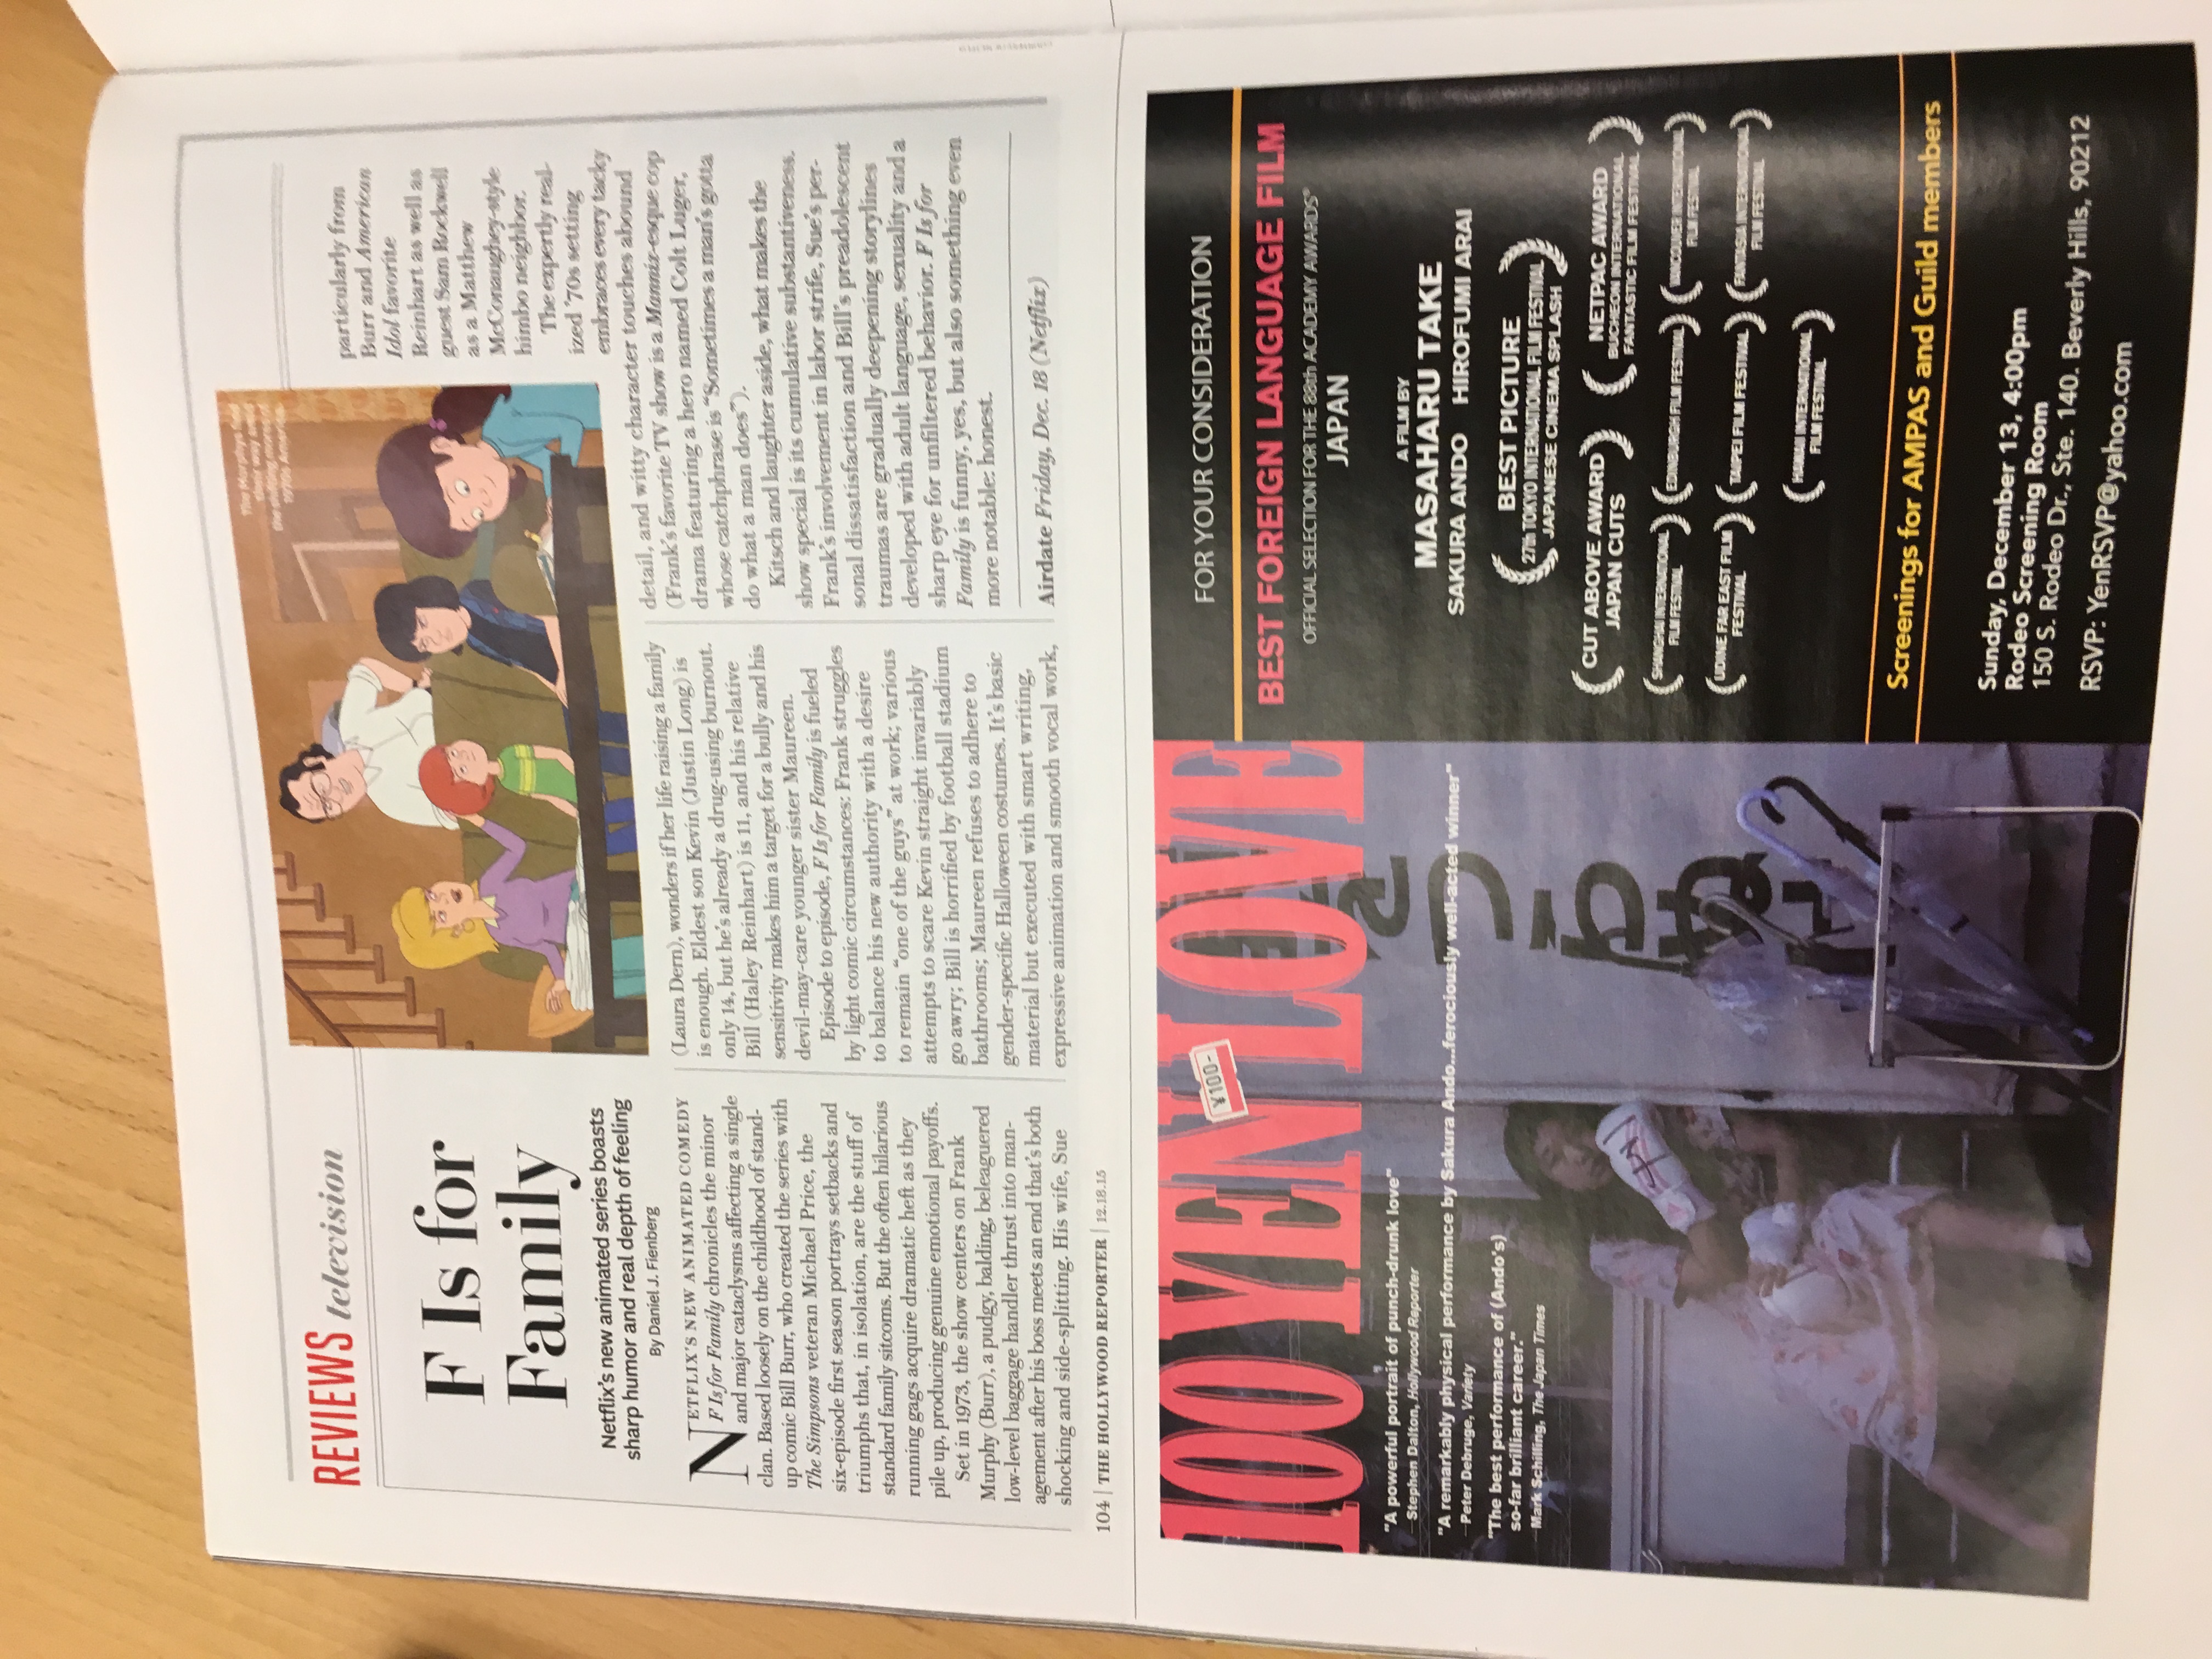 REVIEWS television
The Murphys find
their way amid
the shifting mores of
1970s America.
F Is for
Family
Netflix's new animated series boasts
sharp humor and real depth of feeling
By Daniel J. Fienberg
NETFLIX'S NEW ANIMATED COMEDY
F Is for Family chronicles the minor
and major cataclysms affecting a single
clan. Based loosely on the childhood of stand-
up comic Bill Burr, who created the series with
The Simpsons veteran Michael Price, the
six-episode first season portrays setbacks and
triumphs that, in isolation, are the stuff of
standard family sitcoms. But the often hilarious
running gags acquire dramatic heft as they
pile up, producing genuine emotional payoffs.
Set in 1973, the show centers on Frank
Murphy (Burr), a pudgy, balding, beleaguered
low-level baggage handler thrust into man-
agement after his boss meets an end that's both
shocking and side-splitting. His wife, Sue
(Laura Dern), wonders if her life raising a family
is enough. Eldest son Kevin (Justin Long) is
only 14, but he's already a drug-using burnout.
Bill (Haley Reinhart) is 11, and his relative
sensitivity makes him a target for a bully and his
devil-may-care younger sister Maureen.
Episode to episode, F Is for Family is fueled
by light comic circumstances: Frank struggles
to balance his new authority with a desire
to remain "one of the guys" at work; various
attempts to scare Kevin straight invariably
go awry; Bill is horrified by football stadium
bathrooms; Maureen refuses to adhere to
gender-specific Halloween costumes. It's basic
material but executed with smart writing,
expressive animation and smooth vocal work,
particularly from
Burr and American
Idol favorite
Reinhart as well as
guest Sam Rockwell
as a Matthew
McConaughey-style
himbo neighbor.
The expertly real-
ized '70s setting
embraces every tacky
detail, and witty character touches abound
(Frank's favorite TV show is a Mannix-esque cop
drama featuring a hero named Colt Luger,
whose catchphrase is "Sometimes a man's gotta
do what a man does").
Kitsch and laughter aside, what makes the
show special is its cumulative substantiveness.
Frank's involvement in labor strife, Sue's per-
sonal dissatisfaction and Bill's preadolescent
traumas are gradually deepening storylines
developed with adult language, sexuality and a
sharp eye for unfiltered behavior. F Is for
Family is funny, yes, but also something even
more notable: honest.
Airdate Friday, Dec. 18 (Netflix)
104 | THE HOLLYWOOD REPORTER | 12.18.15
100 YEN LOVE
¥100-
"A powerful portrait of punch-drunk love"
—Stephen Dalton, Hollywood Reporter
"A remarkably physical performance by Sakura Ando...ferociously well-acted winner"
—Peter Debruge, Variety
"The best performance of (Ando's)
so-far brilliant career."
—Mark Schilling, The Japan Times
FOR YOUR CONSIDERATION
BEST FOREIGN LANGUAGE FILM
OFFICIAL SELECTION FOR THE 88th ACADEMY AWARDS®
JAPAN
A FILM BY
MASAHARU TAKE
SAKURA ANDO HIROFUMI ARAI
BEST PICTURE
27th TOKYO INTERNATIONAL FILM FESTIVAL
JAPANESE CINEMA SPLASH
CUT ABOVE AWARD
JAPAN CUTS
NETPAC AWARD
BUCHEON INTERNATIONAL
FANTASTIC FILM FESTIVAL
SHANGHAI INTERNATIONAL
FILM FESTIVAL
EDINBURGH FILM FESTIVAL
VANCOUVER INTERNATIONAL
FILM FESTIVAL
UDINE FAR EAST FILM
FESTIVAL
TAIPEI FILM FESTIVAL
FANTASIA INTERNATIONAL
FILM FESTIVAL
HAWAII INTERNATIONAL
FILM FESTIVAL
Screenings for AMPAS and Guild members
Sunday, December 13, 4:00pm
Rodeo Screening Room
150 S. Rodeo Dr., Ste. 140. Beverly Hills, 90212
RSVP: YenRSVP@yahoo.com